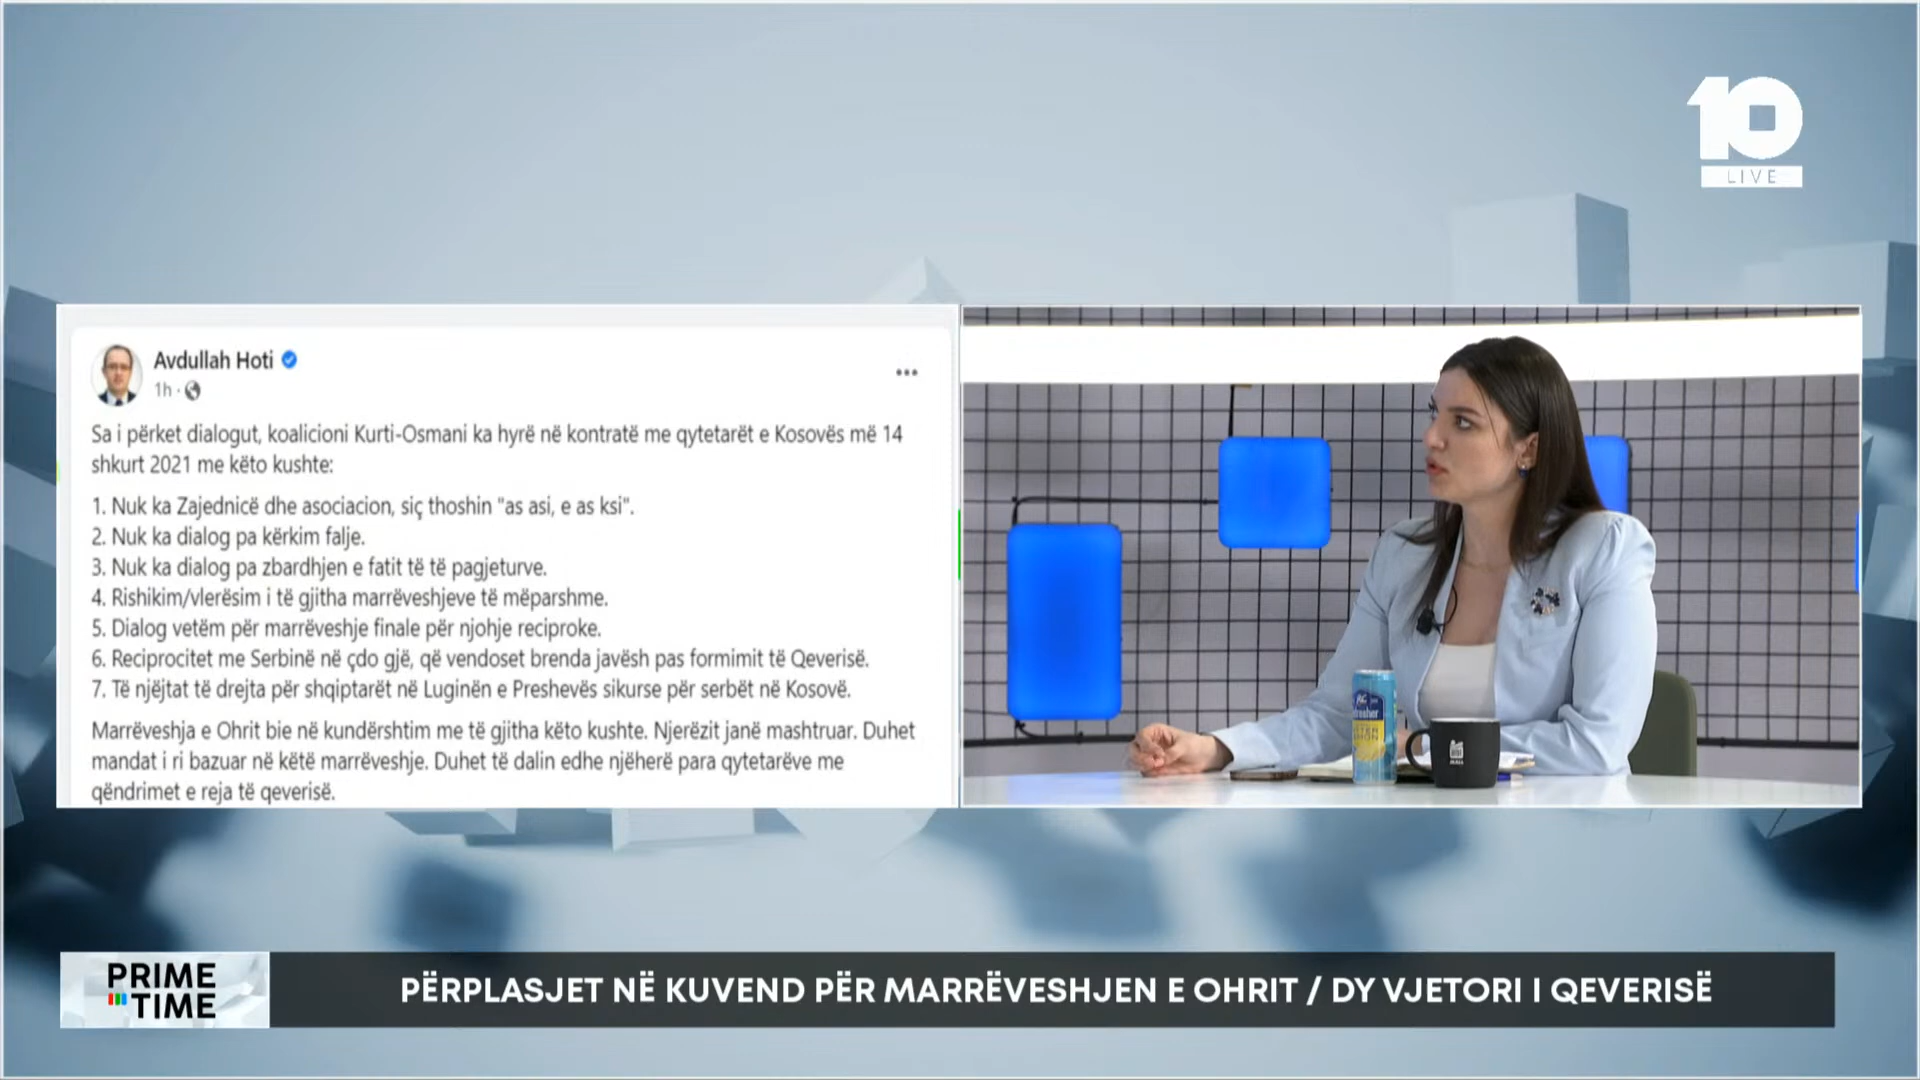 10
LIVE
Avdullah Hoti
1h ·
Sa i përket dialogut, koalicioni Kurti-Osmani ka hyrë në kontratë me qytetarët e Kosovës më 14
shkurt 2021 me këto kushte:
1. Nuk ka Zajednicë dhe asociacion, siç thoshin "as asi, e as ksi".
2. Nuk ka dialog pa kërkim falje.
3. Nuk ka dialog pa zbardhjen e fatit të të pagjeturve.
4. Rishikim/vlerësim i të gjitha marrëveshjeve të mëparshme.
5. Dialog vetëm për marrëveshje finale për njohje reciproke.
6. Reciprocitet me Serbinë në çdo gjë, që vendoset brenda javësh pas formimit të Qeverisë.
7. Të njëjtat të drejta për shqiptarët në Luginën e Preshevës sikurse për serbët në Kosovë.
Marrëveshja e Ohrit bie në kundërshtim me të gjitha këto kushte. Njerëzit janë mashtruar. Duhet
mandat i ri bazuar në këtë marrëveshje. Duhet të dalin edhe njëherë para qytetarëve me
qëndrimet e reja të qeverisë.
PRIME
TIME
PËRPLASJET NË KUVEND PËR MARRËVESHJEN E OHRIT / DY VJETORI I QEVERISË